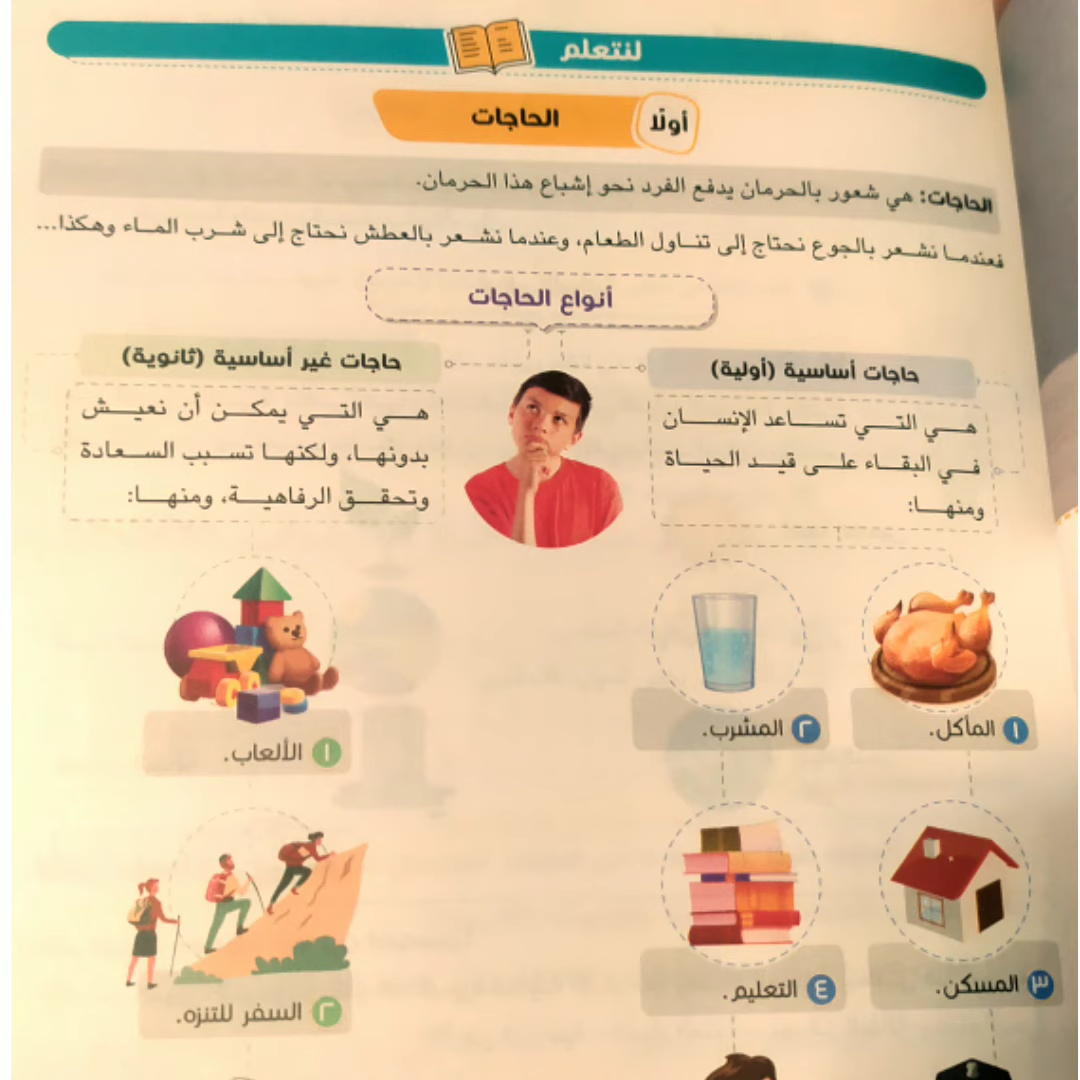 لنتعلم
أولًا
الحاجات
الحاجات: هي شعور بالحرمان يدفع الفرد نحو إشباع هذا الحرمان.
فعندما نشعر بالجوع نحتاج إلى تناول الطعام، وعندما نشعر بالعطش نحتاج إلى شرب الماء وهكذا...
أنواع الحاجات
حاجات أساسية (أولية)
هي التي تساعد الإنسان
في البقاء على قيد الحياة
ومنها:
١ المأكل.
٢ المشرب.
٣ المسكن.
٤ التعليم.
حاجات غير أساسية (ثانوية)
هي التي يمكن أن نعيش
بدونها، ولكنها تسبب السعادة
وتحقق الرفاهية، ومنها:
١ الألعاب.
٢ السفر للتنزه.